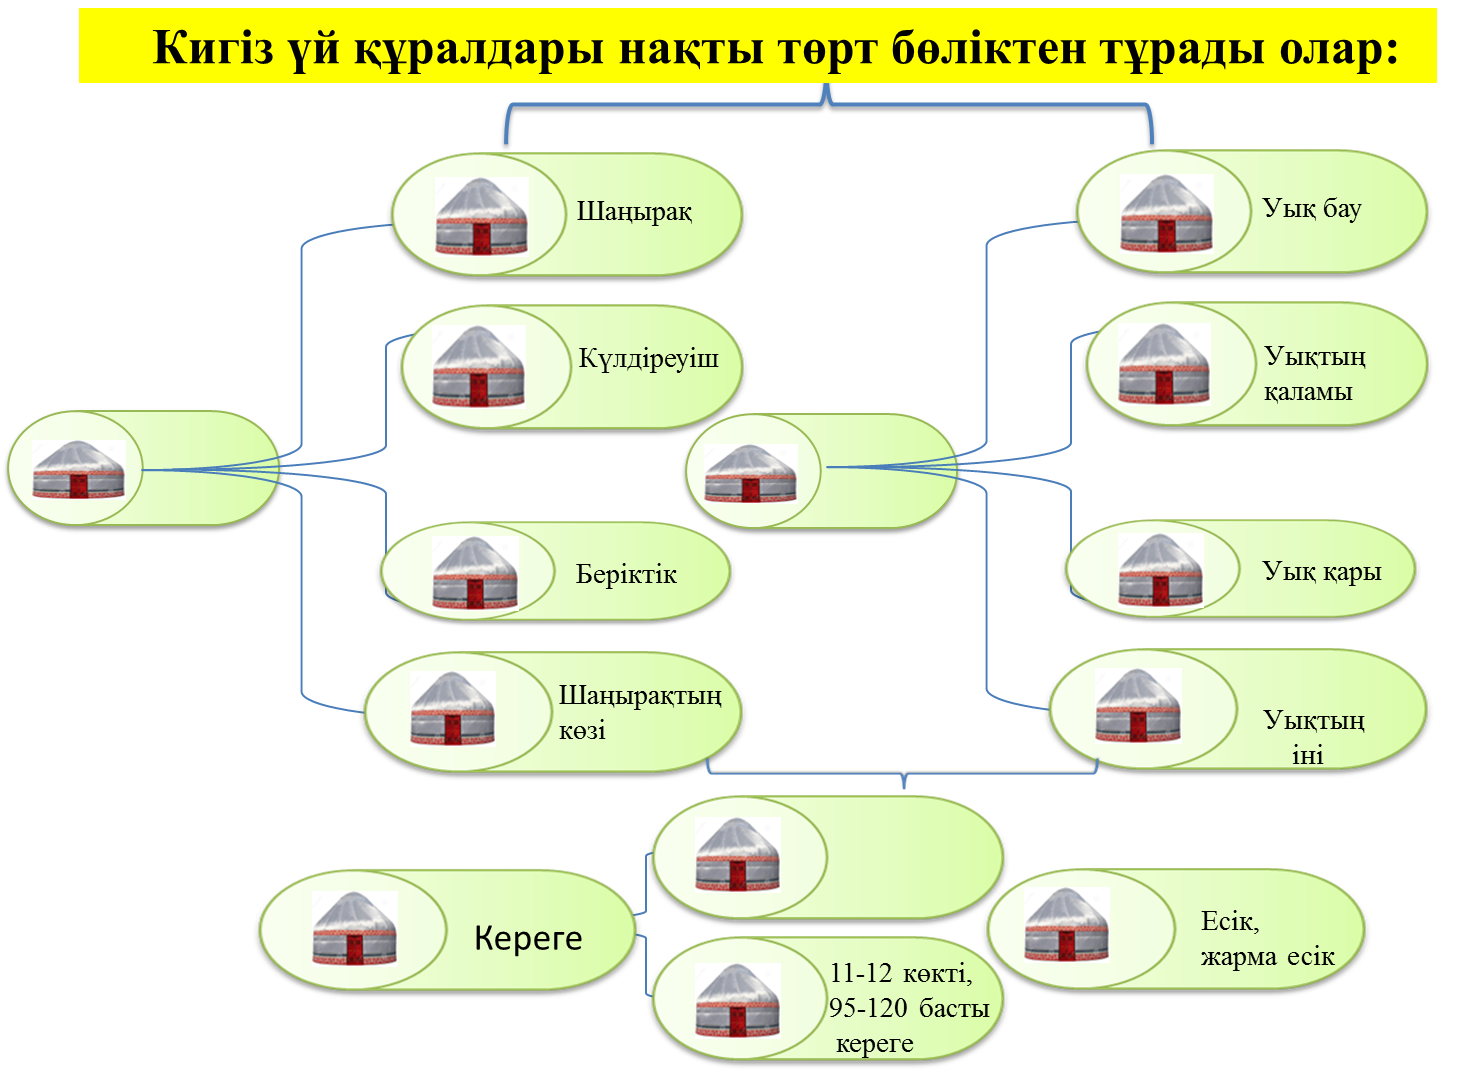 Кигіз үй құралдары нақты төрт бөліктен тұрады олар:
Шаңырақ
Күлдіреуіш
Беріктік
Шаңырақтың
көзі
Уық бау
Уықтың
қаламы
Уық қары
Уықтың
іні
Кереге
11-12 көкті,
95-120 басты
кереге
Есік,
жарма есік